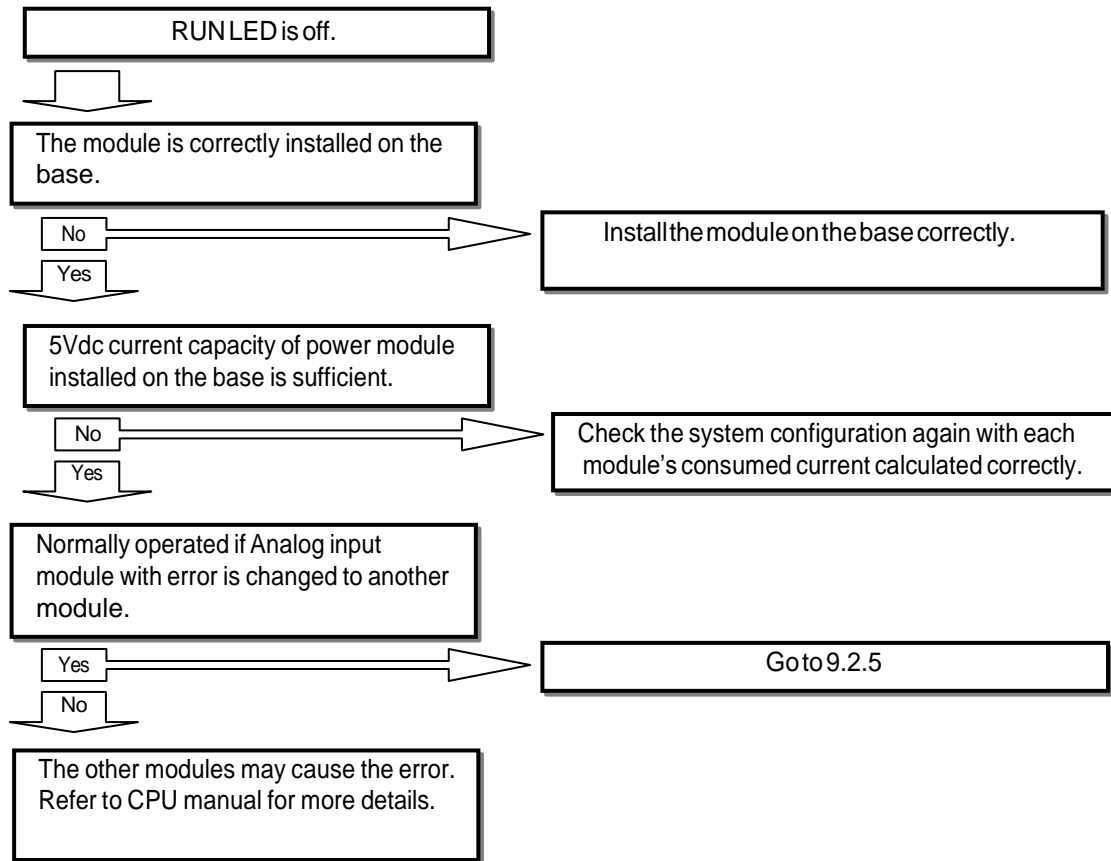 RUN LED is off.
The module is correctly installed on the
base.
No
Install the module on the base correctly.
Yes
5Vdc current capacity of power module
installed on the base is sufficient.
No
Check the system configuration again with each
module’s consumed current calculated correctly.
Yes
Normally operated if Analog input
module with error is changed to another
module.
Yes
Go to 9.2.5
No
The other modules may cause the error.
Refer to CPU manual for more details.